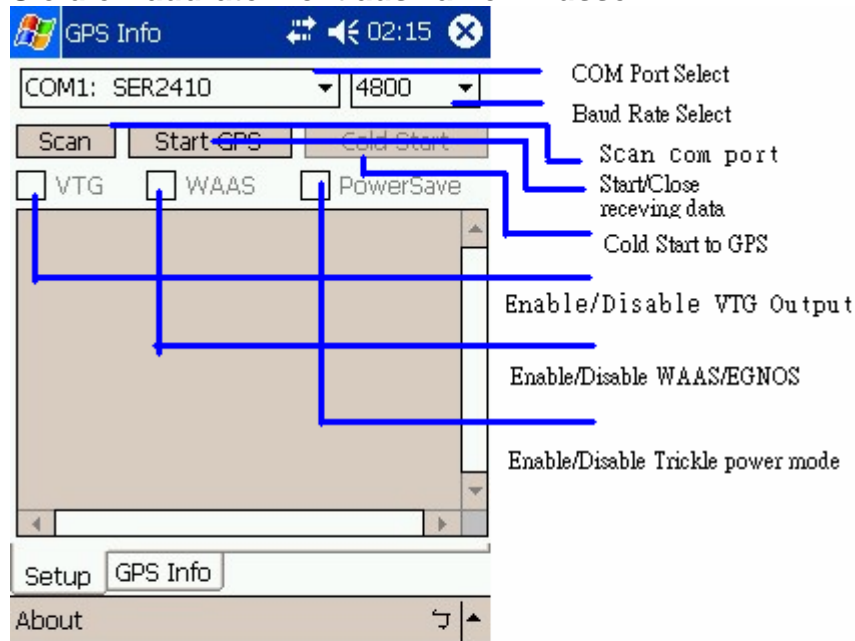 GPS Info 02:15
COM1: SER2410 4800
Scan Start GPS Cold Start
VTG WAAS PowerSave
Setup GPS Info
About
COM Port Select
Baud Rate Select
Scan com port
Start/Close
receving data
Cold Start to GPS
Enable/Disable VTG Output
Enable/Disable WAAS/EGNOS
Enable/Disable Trickle power mode